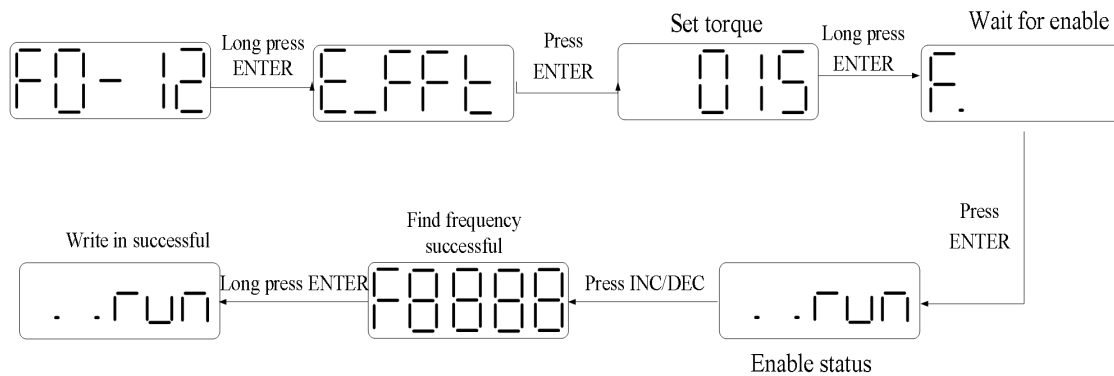 F0-12
Long press
ENTER
E_FFt
Press
ENTER
Set torque
015
Long press
ENTER
Wait for enable
F.
Press
ENTER
..run
Enable status
Press INC/DEC
Find frequency
successful
F8888
Long press ENTER
Write in successful
..run